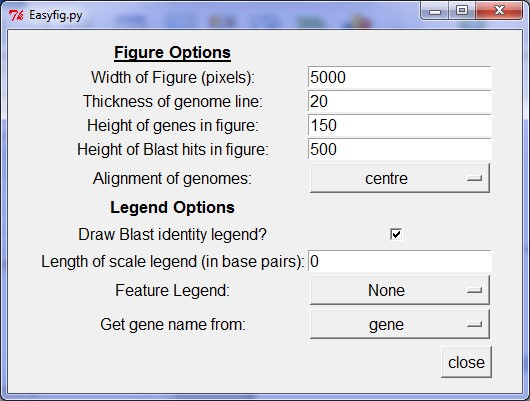 Easyfig.py
Figure Options
Width of Figure (pixels): 5000
Thickness of genome line: 20
Height of genes in figure: 150
Height of Blast hits in figure: 500
Alignment of genomes: centre
Legend Options
Draw Blast identity legend?
Length of scale legend (in base pairs): 0
Feature Legend: None
Get gene name from: gene
close